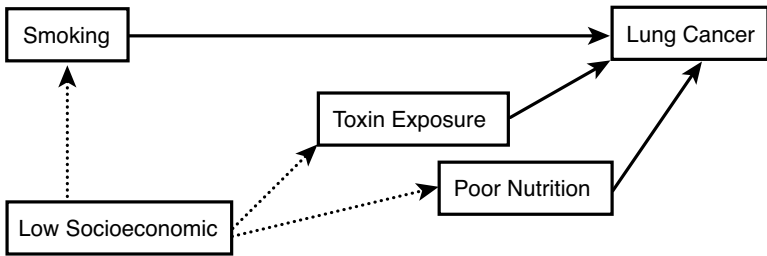 Smoking
Lung Cancer
Toxin Exposure
Poor Nutrition
Low Socioeconomic